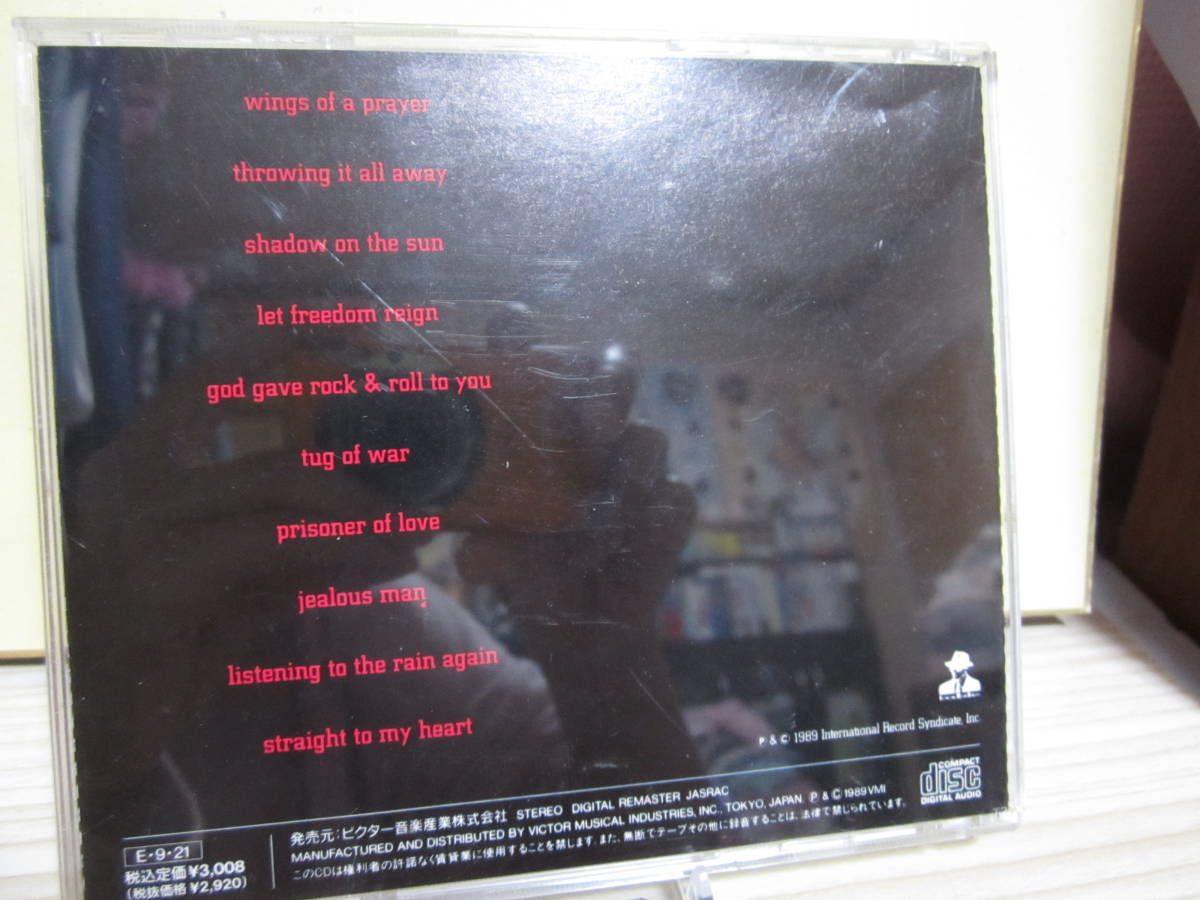 wings of a prayer
throwing it all away
shadow on the sun
let freedom reign
god gave rock & roll to you
tug of war
prisoner of love
jealous man
listening to the rain again
straight to my heart
℗ & © 1989 International Record Syndicate, Inc.
COMPACT
disc
DIGITAL AUDIO
E・9・21
税込定価¥3,008
(税抜価格 ¥2,920)
発売元:ビクター音楽産業株式会社 STEREO DIGITAL REMASTER JASRAC
MANUFACTURED AND DISTRIBUTED BY VICTOR MUSICAL INDUSTRIES, INC., TOKYO, JAPAN ℗ & © 1989 VMI
このCDは権利者の許諾なく賃貸業に使用することを禁じます。また、無断でテープその他に録音することは、法律で禁じられています。